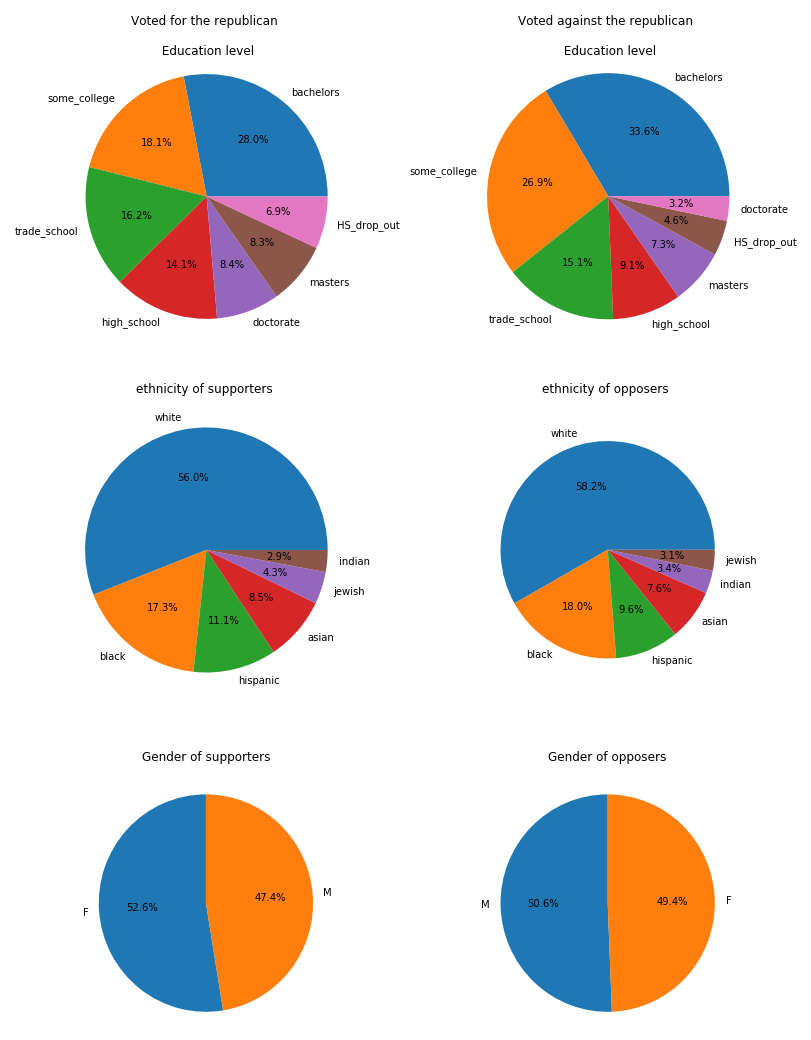 Voted for the republican
Education level
bachelors
some_college
28.0%
18.1%
16.2%
6.9%
HS_drop_out
trade_school
8.3%
14.1%
8.4%
masters
high_school
doctorate
Voted against the republican
Education level
bachelors
33.6%
some_college
26.9%
3.2%
doctorate
4.6%
HS_drop_out
7.3%
15.1%
9.1%
masters
trade_school
high_school
ethnicity of supporters
white
56.0%
2.9%
indian
4.3%
jewish
8.5%
17.3%
11.1%
asian
black
hispanic
ethnicity of opposers
white
58.2%
3.1%
jewish
3.4%
indian
7.6%
18.0%
9.6%
asian
black
hispanic
Gender of supporters
M
47.4%
52.6%
F
Gender of opposers
F
49.4%
50.6%
M